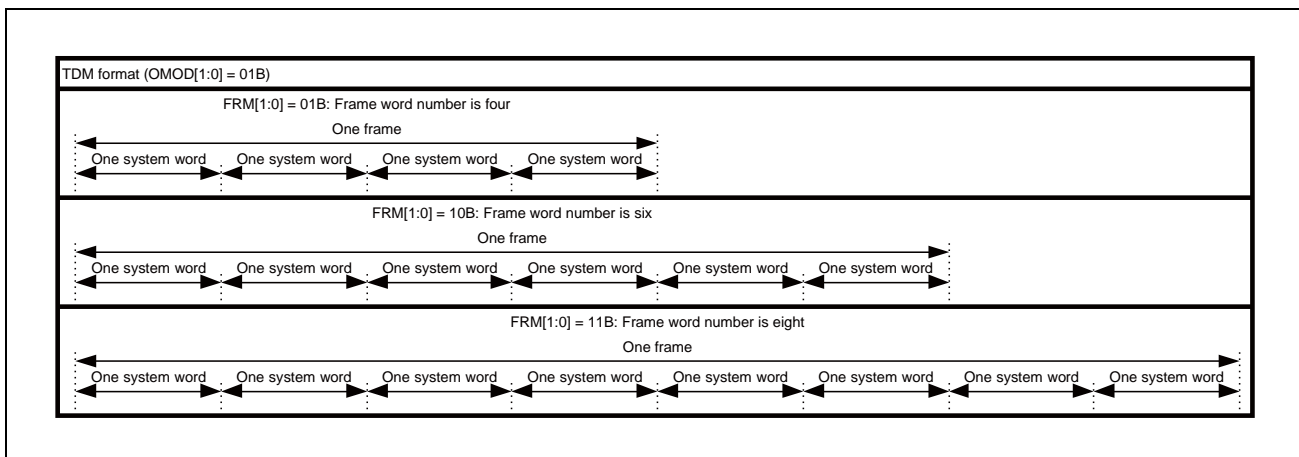 TDM format (OMOD[1:0] = 01B)
FRM[1:0] = 01B: Frame word number is four
One frame
One system word One system word One system word One system word
FRM[1:0] = 10B: Frame word number is six
One frame
One system word One system word One system word One system word One system word One system word
FRM[1:0] = 11B: Frame word number is eight
One frame
One system word One system word One system word One system word One system word One system word One system word One system word